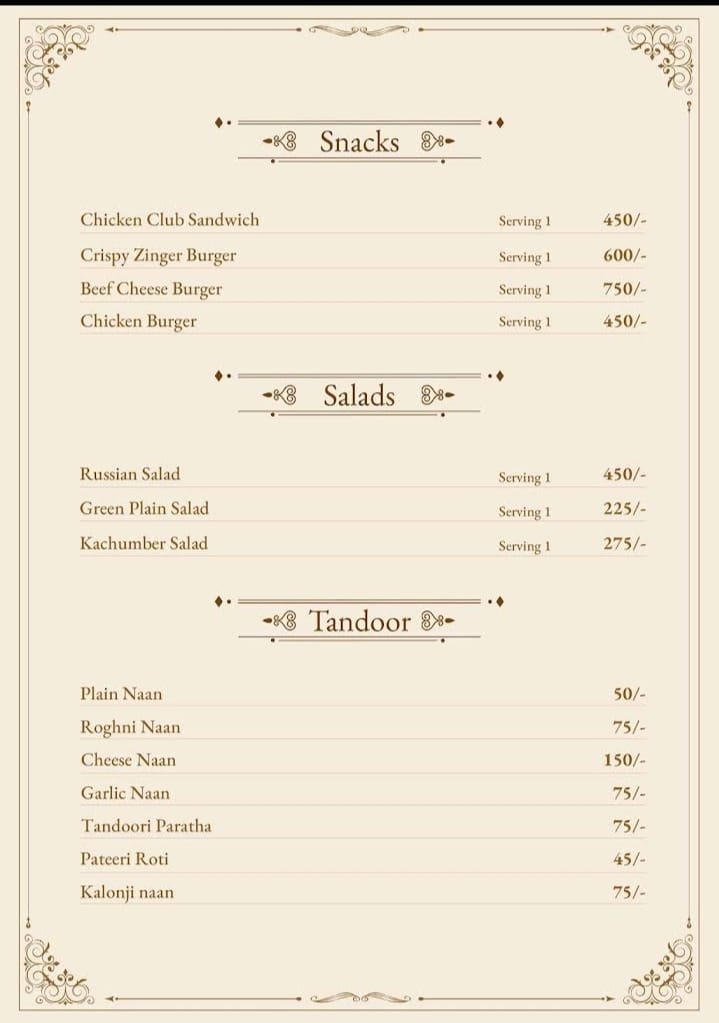 Snacks
Chicken Club Sandwich Serving 1 450/-
Crispy Zinger Burger Serving 1 600/-
Beef Cheese Burger Serving 1 750/-
Chicken Burger Serving 1 450/-
Salads
Russian Salad Serving 1 450/-
Green Plain Salad Serving 1 225/-
Kachumber Salad Serving 1 275/-
Tandoor
Plain Naan 50/-
Roghni Naan 75/-
Cheese Naan 150/-
Garlic Naan 75/-
Tandoori Paratha 75/-
Pateeri Roti 45/-
Kalonji naan 75/-